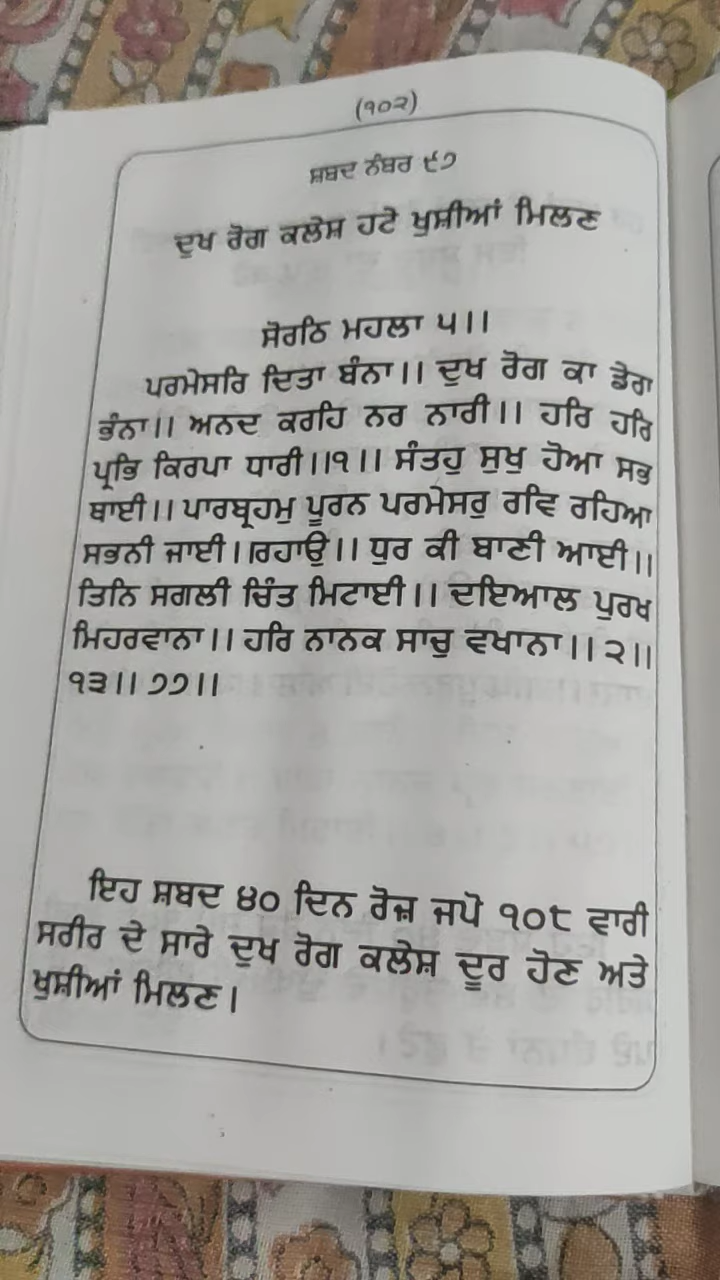 (੧੦੨)
ਸ਼ਬਦ ਨੰਬਰ ੯੭
ਦੁਖ ਰੋਗ ਕਲੇਸ਼ ਹਟੇ ਖੁਸ਼ੀਆਂ ਮਿਲਣ
ਸੋਰਠਿ ਮਹਲਾ ੫।।
ਪਰਮੇਸਰਿ ਦਿਤਾ ਬੰਨਾ।। ਦੁਖ ਰੋਗ ਕਾ ਡੇਰਾ
ਭੰਨਾ।। ਅਨਦ ਕਰਹਿ ਨਰ ਨਾਰੀ।। ਹਰਿ ਹਰਿ
ਪ੍ਰਭਿ ਕਿਰਪਾ ਧਾਰੀ।।੧।। ਸੰਤਹੁ ਸੁਖੁ ਹੋਆ ਸਭ
ਥਾਈ।। ਪਾਰਬ੍ਰਹਮੁ ਪੂਰਨ ਪਰਮੇਸਰੁ ਰਵਿ ਰਹਿਆ
ਸਭਨੀ ਜਾਈ।।ਰਹਾਉ।। ਧੁਰ ਕੀ ਬਾਣੀ ਆਈ।।
ਤਿਨਿ ਸਗਲੀ ਚਿੰਤ ਮਿਟਾਈ।। ਦਇਆਲ ਪੁਰਖ
ਮਿਹਰਵਾਨਾ।। ਹਰਿ ਨਾਨਕ ਸਾਚੁ ਵਖਾਨਾ।। ੨।।
੧੩।। ੭੭।।
ਇਹ ਸ਼ਬਦ ੪੦ ਦਿਨ ਰੋਜ਼ ਜਪੋ ੧੦੮ ਵਾਰੀ
ਸਰੀਰ ਦੇ ਸਾਰੇ ਦੁਖ ਰੋਗ ਕਲੇਸ਼ ਦੂਰ ਹੋਣ ਅਤੇ
ਖੁਸ਼ੀਆਂ ਮਿਲਣ।